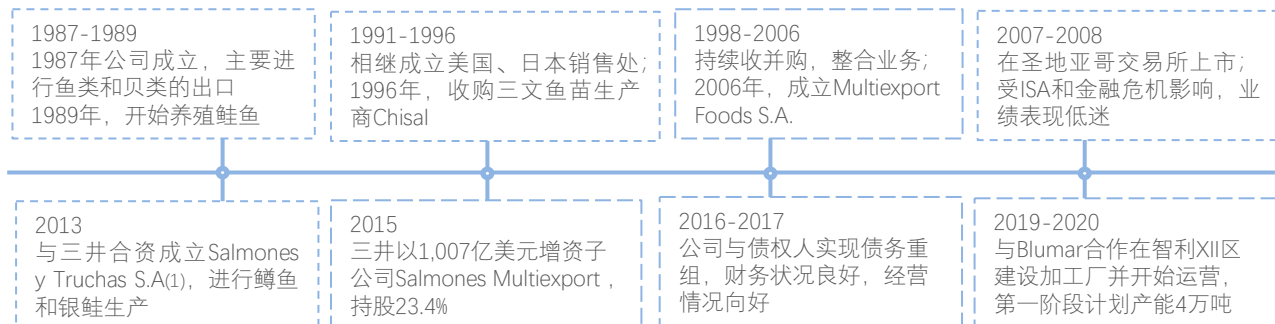 1987-1989
1987年公司成立，主要进
行鱼类和贝类的出口
1989年，开始养殖鲑鱼
1991-1996
相继成立美国、日本销售处；
1996年，收购三文鱼苗生产
商Chisal
1998-2006
持续收并购，整合业务；
2006年，成立Multiexport
Foods S.A.
2007-2008
在圣地亚哥交易所上市；
受ISA和金融危机影响，业
绩表现低迷
2013
与三井合资成立Salmones
y Truchas S.A(1)，进行鳟鱼
和银鲑生产
2015
三井以1,007亿美元增资子
公司Salmones Multiexport，
持股23.4%
2016-2017
公司与债权人实现债务重
组，财务状况良好，经营
情况向好
2019-2020
与Blumar合作在智利XII区
建设加工厂并开始运营，
第一阶段计划产能4万吨